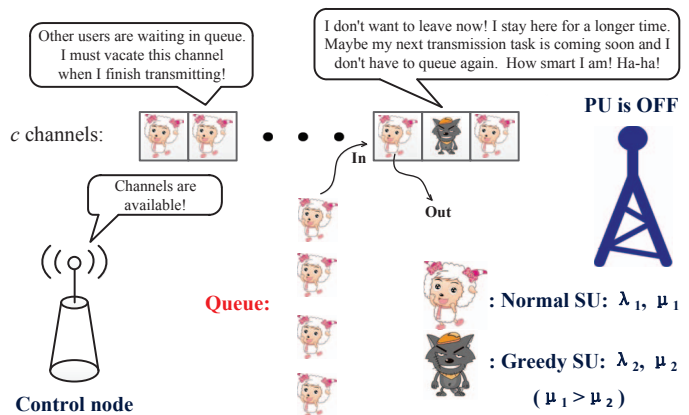 Other users are waiting in queue.
I must vacate this channel
when I finish transmitting!
I don't want to leave now! I stay here for a longer time.
Maybe my next transmission task is coming soon and I
don't have to queue again. How smart I am! Ha-ha!
PU is OFF
c channels:
In
Out
Channels are
available!
Queue:
: Normal SU: λ1, μ1
: Greedy SU: λ2, μ2
( μ1 > μ2 )
Control node